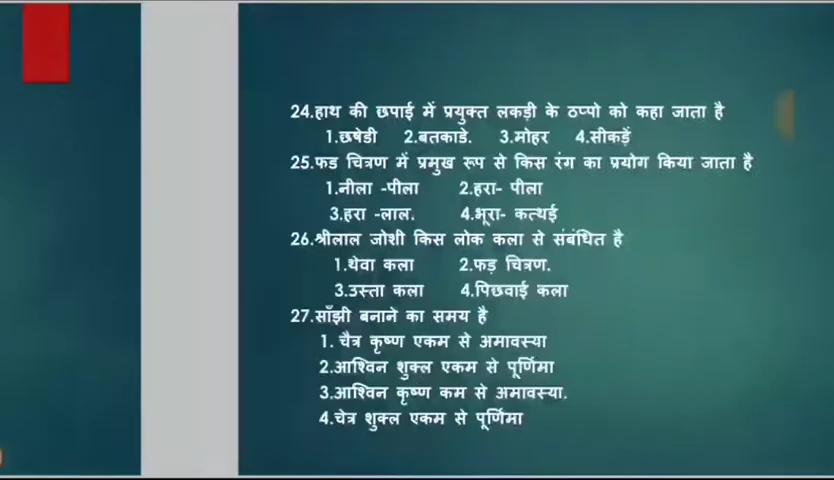 24.हाथ की छपाई में प्रयुक्त लकड़ी के ठप्पो को कहा जाता है
1.छषेडी 2.बतकाडे. 3.मोहर 4.सीकड़ें
25.फड चित्रण में प्रमुख रूप से किस रंग का प्रयोग किया जाता है
1.नीला -पीला 2.हरा- पीला
3.हरा -लाल. 4.भूरा- कत्थई
26.श्रीलाल जोशी किस लोक कला से संबंधित है
1.थेवा कला 2.फड़ चित्रण.
3.उस्ता कला 4.पिछवाई कला
27.साँझी बनाने का समय है
1. चैत्र कृष्ण एकम से अमावस्या
2.आश्विन शुक्ल एकम से पूर्णिमा
3.आश्विन कृष्ण कम से अमावस्या.
4.चेत्र शुक्ल एकम से पूर्णिमा